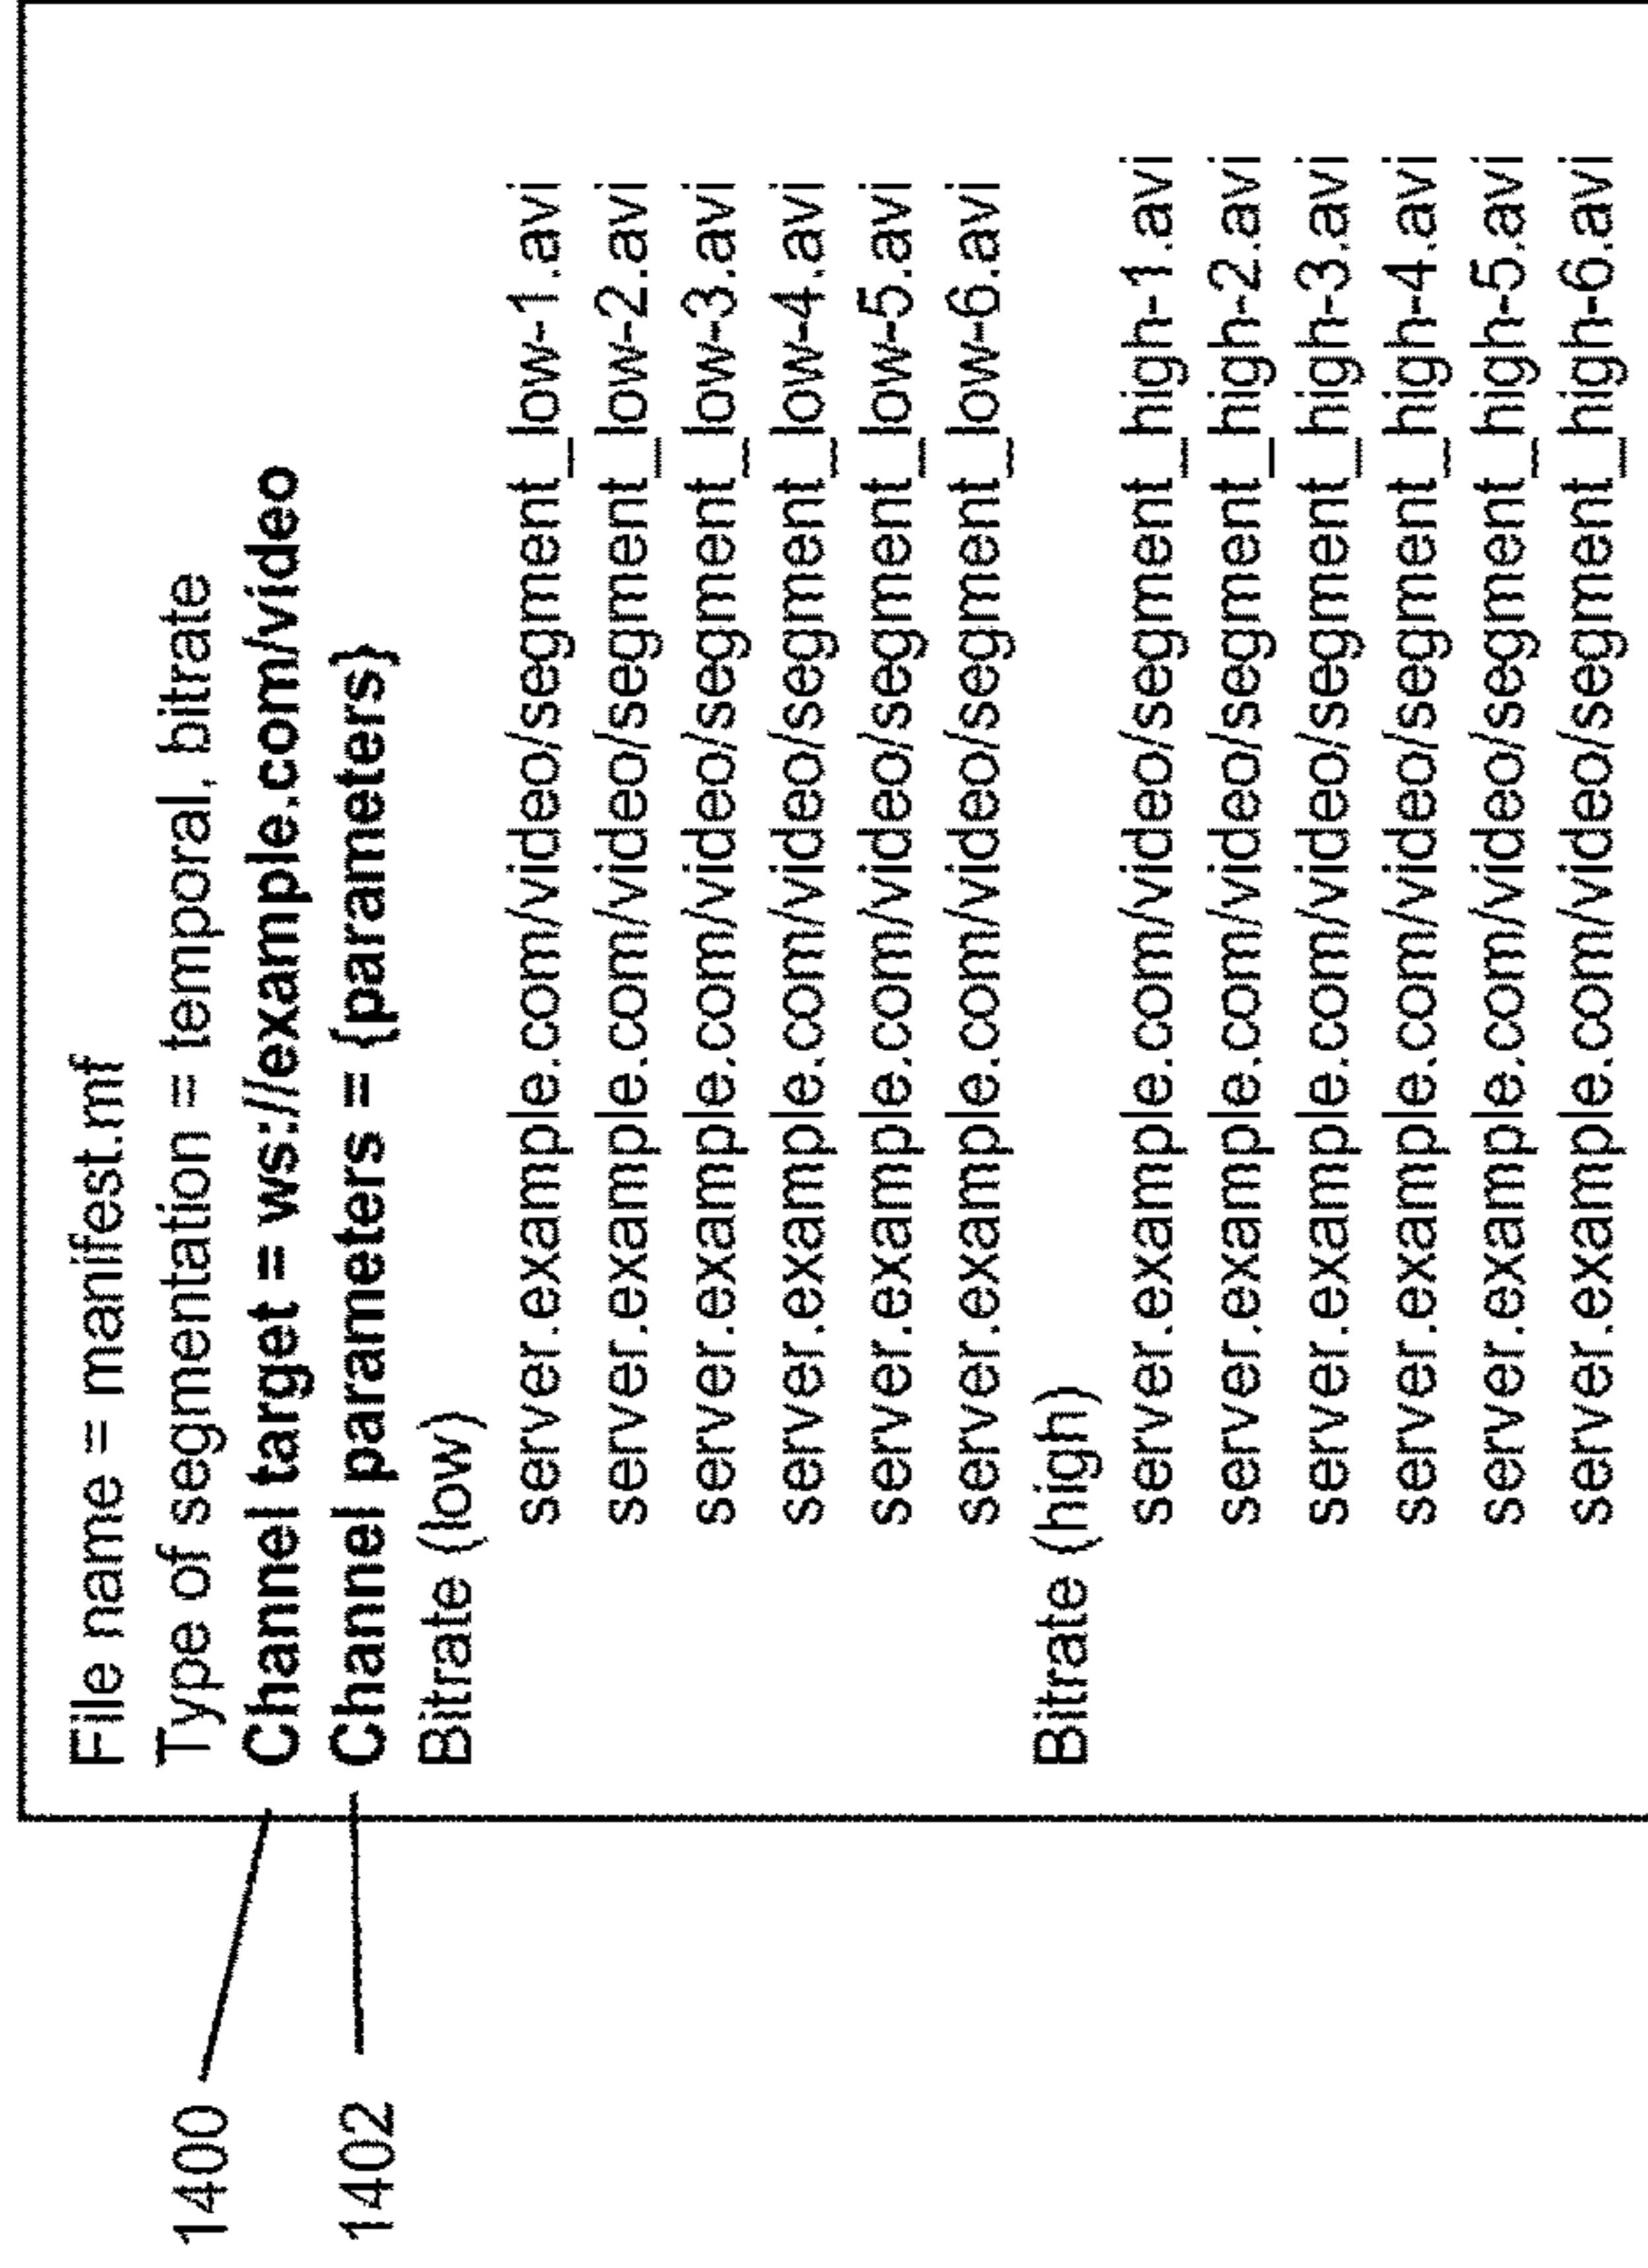 File name = manifest.mf
Type of segmentation = temporal, bitrate
1400
Channel target = ws://example.com/video
1402
Channel parameters = {parameters}
Bitrate (low)
server.example.com/video/segment_low-1.avi
server.example.com/video/segment_low-2.avi
server.example.com/video/segment_low-3.avi
server.example.com/video/segment_low-4.avi
server.example.com/video/segment_low-5.avi
server.example.com/video/segment_low-6.avi
Bitrate (high)
server.example.com/video/segment_high-1.avi
server.example.com/video/segment_high-2.avi
server.example.com/video/segment_high-3.avi
server.example.com/video/segment_high-4.avi
server.example.com/video/segment_high-5.avi
server.example.com/video/segment_high-6.avi